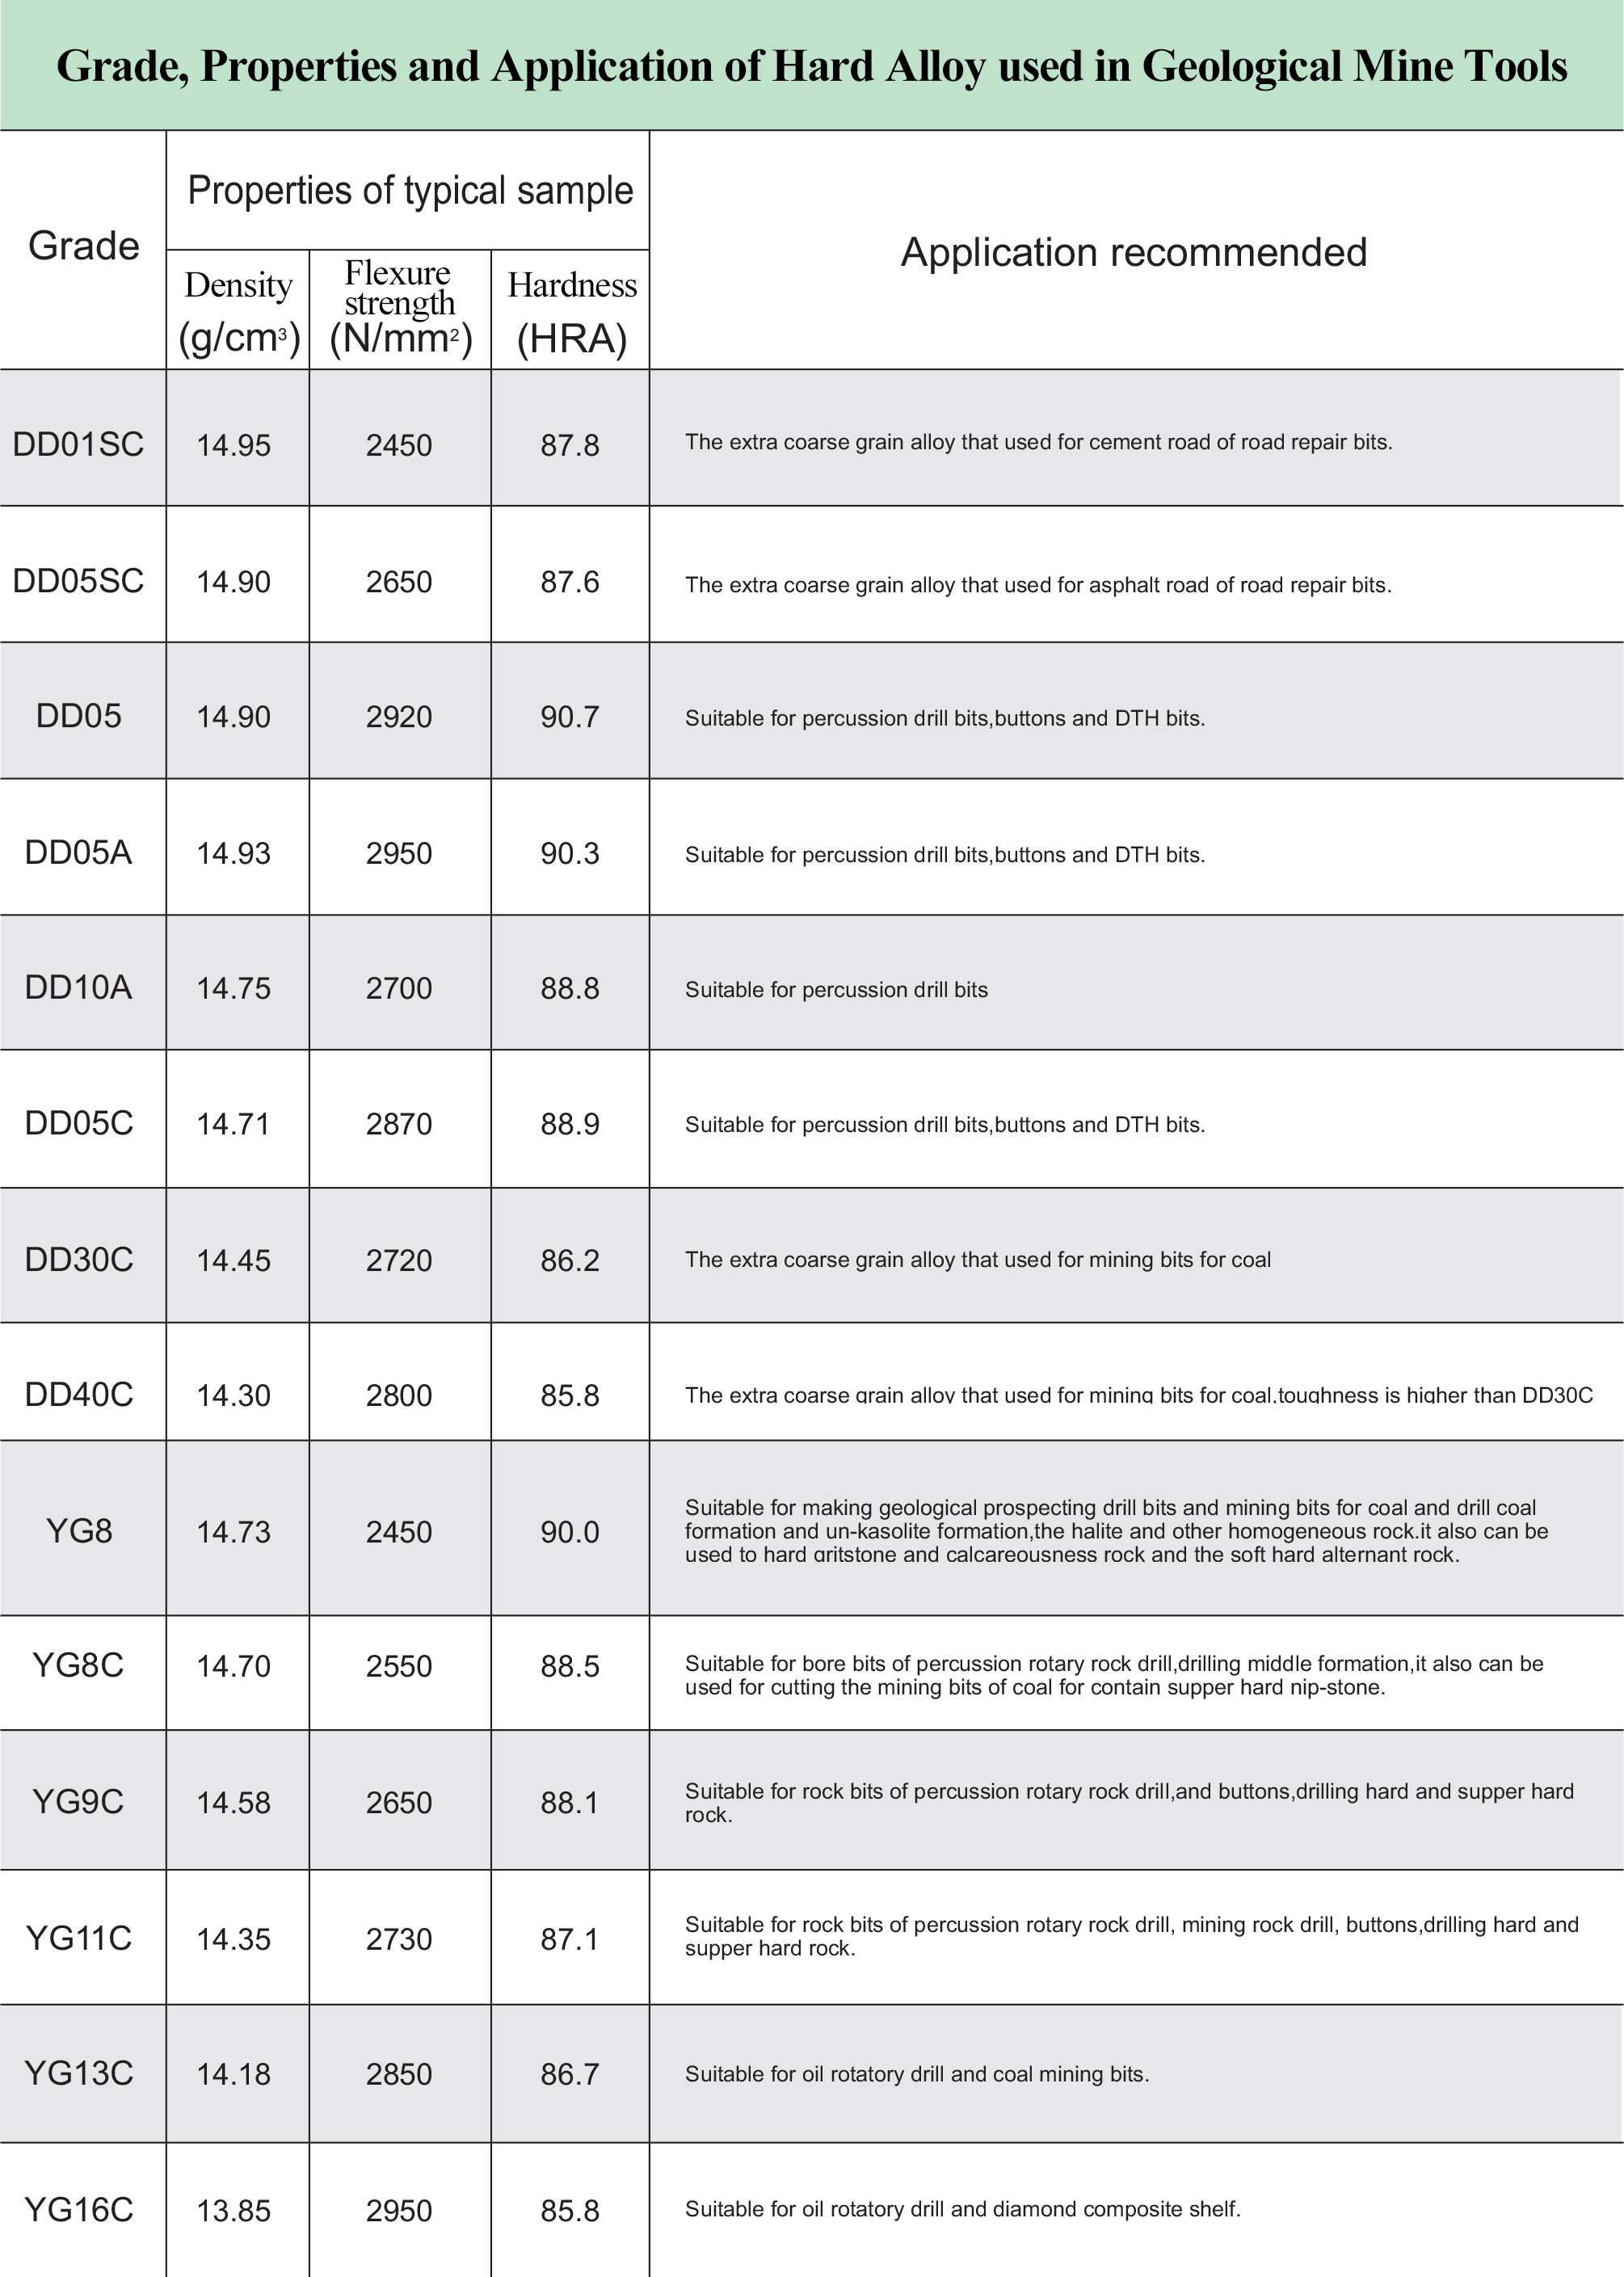 Grade, Properties and Application of Hard Alloy used in Geological Mine Tools
Grade
Properties of typical sample
Application recommended
Density
(g/cm³)
Flexure
strength
(N/mm²)
Hardness
(HRA)
DD01SC 14.95 2450 87.8 The extra coarse grain alloy that used for cement road of road repair bits.
DD05SC 14.90 2650 87.6 The extra coarse grain alloy that used for asphalt road of road repair bits.
DD05 14.90 2920 90.7 Suitable for percussion drill bits,buttons and DTH bits.
DD05A 14.93 2950 90.3 Suitable for percussion drill bits,buttons and DTH bits.
DD10A 14.75 2700 88.8 Suitable for percussion drill bits
DD05C 14.71 2870 88.9 Suitable for percussion drill bits,buttons and DTH bits.
DD30C 14.45 2720 86.2 The extra coarse grain alloy that used for mining bits for coal
DD40C 14.30 2800 85.8 The extra coarse grain alloy that used for mining bits for coal,toughness is higher than DD30C
YG8 14.73 2450 90.0 Suitable for making geological prospecting drill bits and mining bits for coal and drill coal
formation and un-kasolite formation,the halite and other homogeneous rock.it also can be
used to hard gritstone and calcareousness rock and the soft hard alternant rock.
YG8C 14.70 2550 88.5 Suitable for bore bits of percussion rotary rock drill,drilling middle formation,it also can be
used for cutting the mining bits of coal for contain supper hard nip-stone.
YG9C 14.58 2650 88.1 Suitable for rock bits of percussion rotary rock drill,and buttons,drilling hard and supper hard
rock.
YG11C 14.35 2730 87.1 Suitable for rock bits of percussion rotary rock drill, mining rock drill, buttons,drilling hard and
supper hard rock.
YG13C 14.18 2850 86.7 Suitable for oil rotatory drill and coal mining bits.
YG16C 13.85 2950 85.8 Suitable for oil rotatory drill and diamond composite shelf.